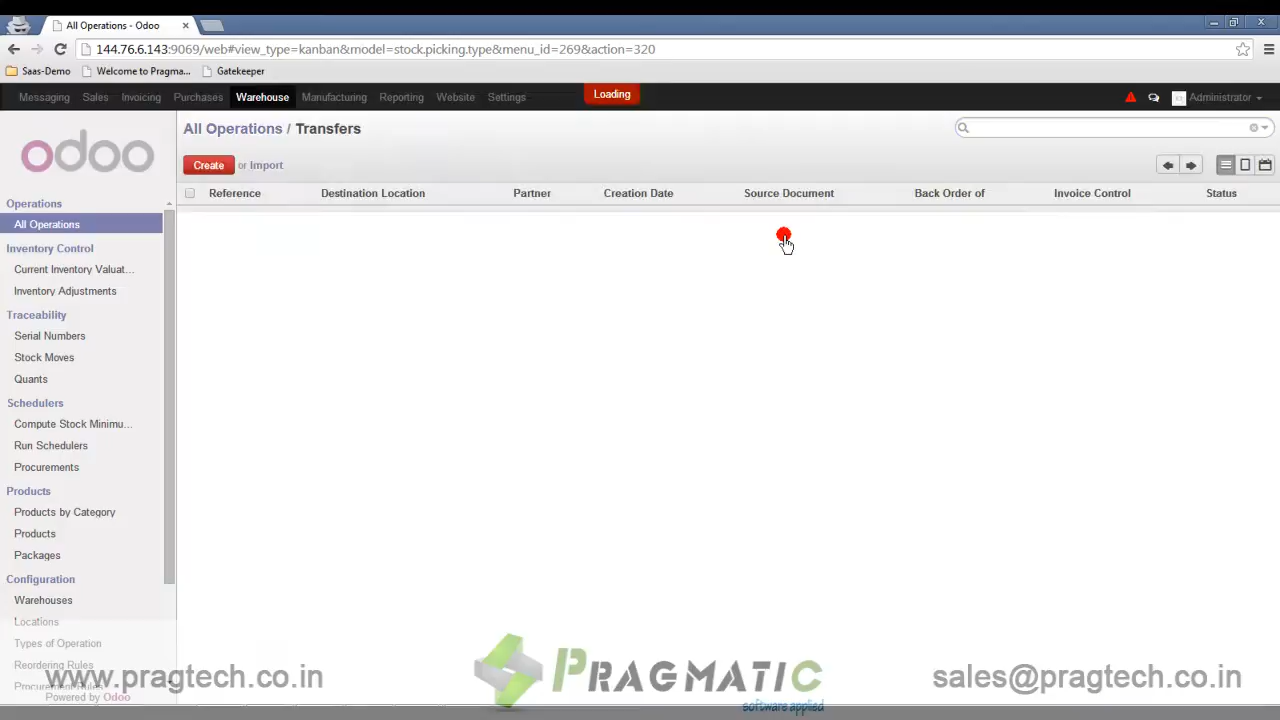 All Operations - Odoo
144.76.6.143:9069/web#view_type=kanban&model=stock.picking.type&menu_id=269&action=320
Saas-Demo Welcome to Pragma... Gatekeeper
Messaging Sales Invoicing Purchases Warehouse Manufacturing Reporting Website Settings Loading Administrator
odoo
All Operations / Transfers
Create or Import
Reference Destination Location Partner Creation Date Source Document Back Order of Invoice Control Status
Operations
All Operations
Inventory Control
Current Inventory Valuat...
Inventory Adjustments
Traceability
Serial Numbers
Stock Moves
Quants
Schedulers
Compute Stock Minimu...
Run Schedulers
Procurements
Products
Products by Category
Products
Packages
Configuration
Warehouses
Locations
Types of Operation
Reordering Rules
Procurement Rules
Powered by Odoo
www.pragtech.co.in
PRAGMATIC
software applied
sales@pragtech.co.in